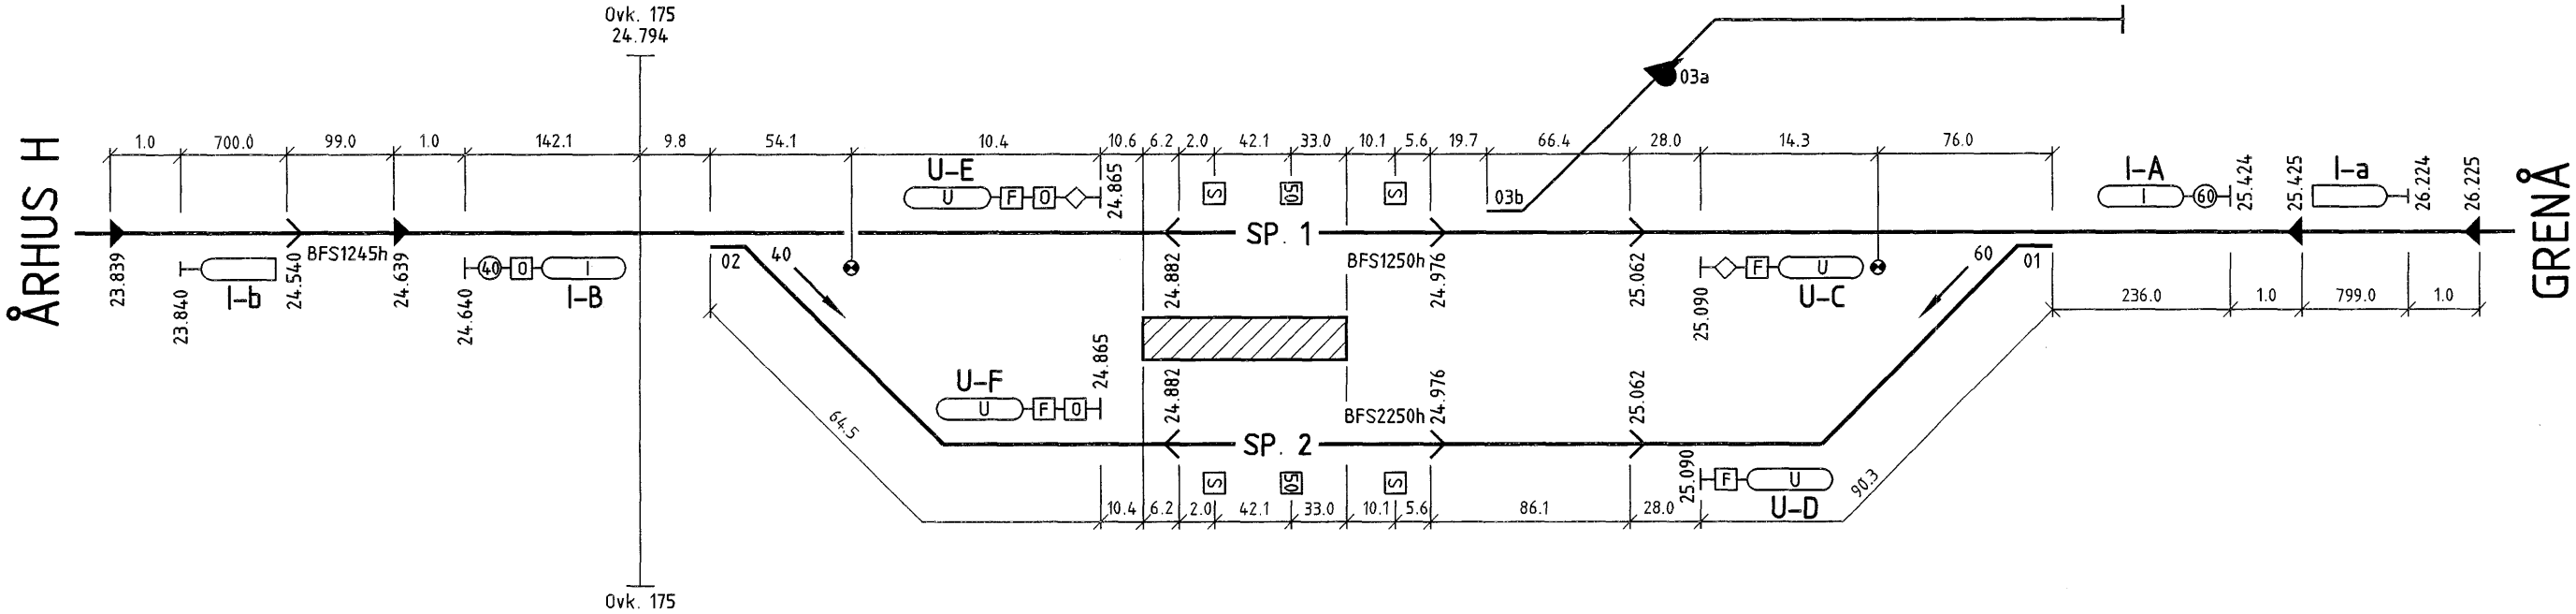 Ovk. 175
24.794
03a
1.0 700.0 99.0 1.0 142.1 9.8 54.1 10.4 10.6 6.2 2.0 42.1 33.0 10.1 5.6 19.7 66.4 28.0 14.3 76.0
ÅRHUS H
GRENÅ
U-E
U F O
24.865
S 50 S
03b
I-A
I 60
25.424
25.425
I-a
26.224
26.225
SP. 1
BFS1245h
BFS1250h
23.839
23.840
I-b
24.540
24.639
24.640
40 O I
I-B
02
40
24.882
24.976
25.062
25.090
F U
U-C
60
01
236.0 1.0 799.0 1.0
U-F
U F O
24.865
24.882
24.976
25.062
BFS2250h
64.5
SP. 2
S 50 S
25.090
F U
U-D
90.3
10.4 6.2 2.0 42.1 33.0 10.1 5.6 86.1 28.0
Ovk. 175